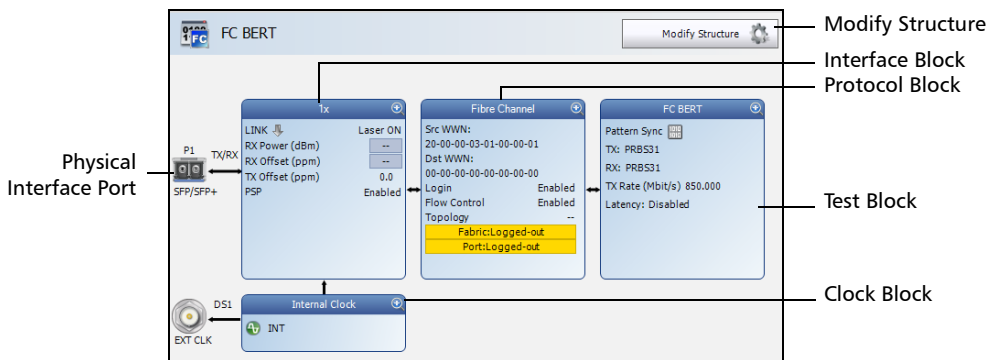 FC BERT
Modify Structure
Modify Structure
Interface Block
Protocol Block
1x
Fibre Channel
FC BERT
LINK
Laser ON
RX Power (dBm)
--
RX Offset (ppm)
--
TX Offset (ppm)
0.0
PSP
Enabled
Src WWN:
20-00-00-03-01-00-00-01
Dst WWN:
00-00-00-00-00-00-00-00
Login
Enabled
Flow Control
Enabled
Topology
--
Fabric:Logged-out
Port:Logged-out
Pattern Sync
TX: PRBS31
RX: PRBS31
TX Rate (Mbit/s) 850.000
Latency: Disabled
P1
TX/RX
SFP/SFP+
Physical
Interface Port
Test Block
Internal Clock
INT
DS1
EXT CLK
Clock Block